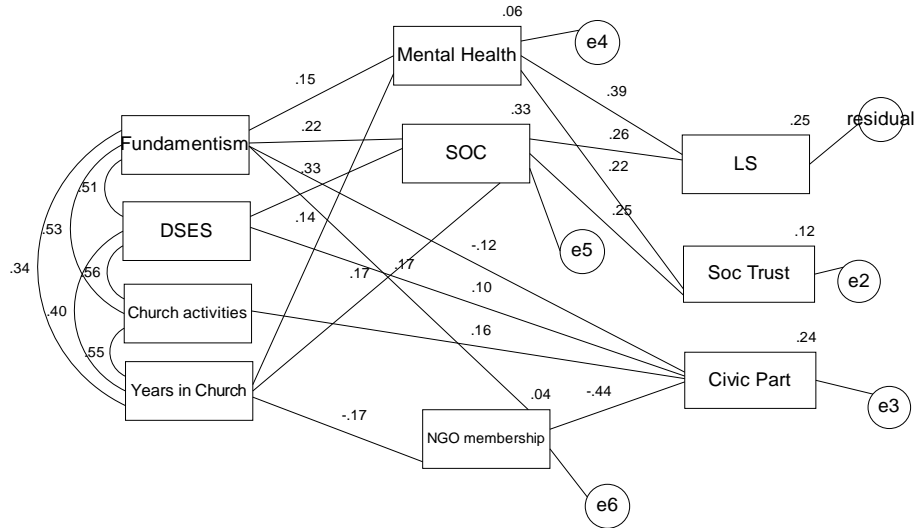 .06
Mental Health
e4
.15
.39
.33
.25
residual
Fundamentism
.22
SOC
.26
LS
.33
.22
.51
.14
.25
.12
DSES
-.12
e5
.53
Soc Trust
e2
.34
.56
.17
.17
.10
Church activities
.40
.16
.24
.55
Years in Church
Civic Part
-.17
.04
-.44
e3
NGO membership
e6